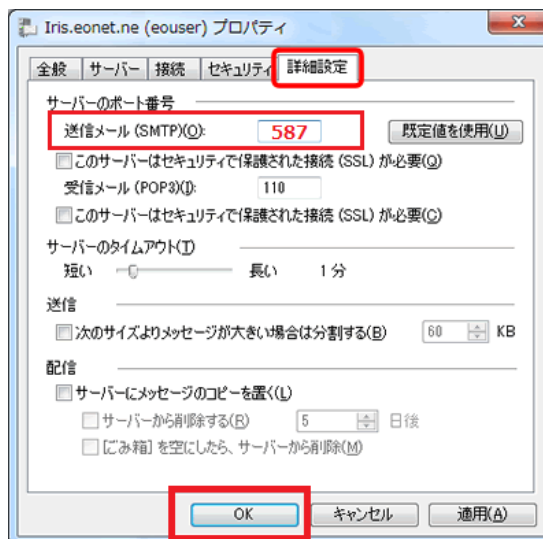 Iris.eonet.ne (eouser) プロパティ
全般 サーバー 接続 セキュリティ 詳細設定
サーバーのポート番号
送信メール (SMTP)(O): 587 既定値を使用(U)
このサーバーはセキュリティで保護された接続 (SSL) が必要(Q)
受信メール (POP3)(I): 110
このサーバーはセキュリティで保護された接続 (SSL) が必要(C)
サーバーのタイムアウト(T)
短い 長い 1 分
送信
次のサイズよりメッセージが大きい場合は分割する(B) 60 KB
配信
サーバーにメッセージのコピーを置く(L)
サーバーから削除する(R) 5 日後
[ごみ箱] を空にしたら、サーバーから削除(M)
OK キャンセル 適用(A)